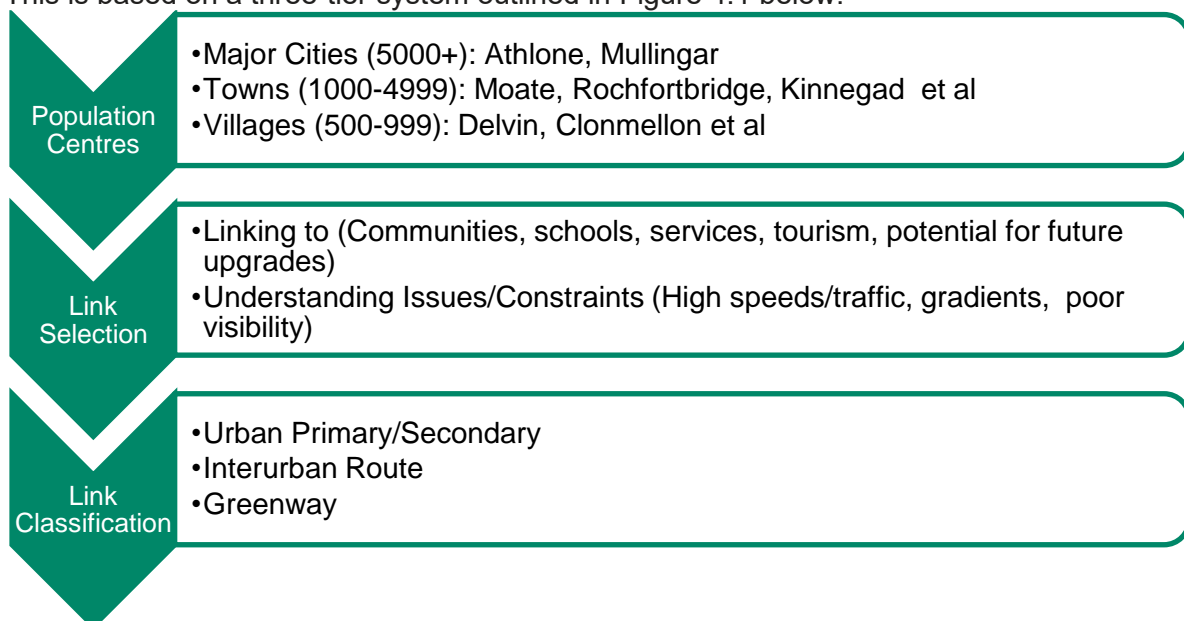 This is based on a three tier system outlined in Figure 4.1 below:
Population
Centres
•Major Cities (5000+): Athlone, Mullingar
•Towns (1000-4999): Moate, Rochfortbridge, Kinnegad et al
•Villages (500-999): Delvin, Clonmellon et al
Link
Selection
•Linking to (Communities, schools, services, tourism, potential for future
upgrades)
•Understanding Issues/Constraints (High speeds/traffic, gradients, poor
visibility)
Link
Classification
•Urban Primary/Secondary
•Interurban Route
•Greenway